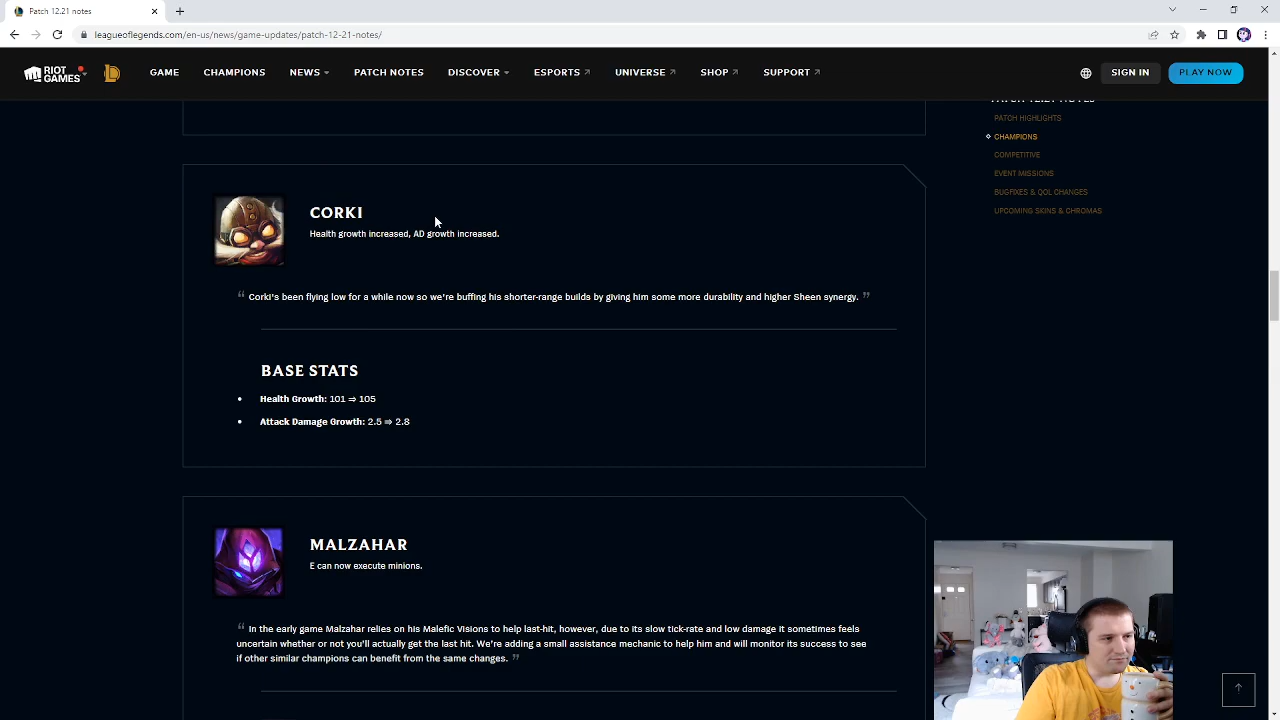 Patch 12.21 notes
leagueoflegends.com/en-us/news/game-updates/patch-12-21-notes/
RIOT GAMES
GAME CHAMPIONS NEWS PATCH NOTES DISCOVER ESPORTS UNIVERSE SHOP SUPPORT SIGN IN PLAY NOW
PATCH 12.21 NOTES
PATCH HIGHLIGHTS
CHAMPIONS
COMPETITIVE
EVENT MISSIONS
BUGFIXES & QOL CHANGES
UPCOMING SKINS & CHROMAS
CORKI
Health growth increased, AD growth increased.
“ Corki's been flying low for a while now so we're buffing his shorter-range builds by giving him some more durability and higher Sheen synergy. ”
BASE STATS
• Health Growth: 101 ⇒ 105
• Attack Damage Growth: 2.5 ⇒ 2.8
MALZAHAR
E can now execute minions.
“ In the early game Malzahar relies on his Malefic Visions to help last-hit, however, due to its slow tick-rate and low damage it sometimes feels
uncertain whether or not you'll actually get the last hit. We're adding a small assistance mechanic to help him and will monitor its success to see
if other similar champions can benefit from the same changes. ”